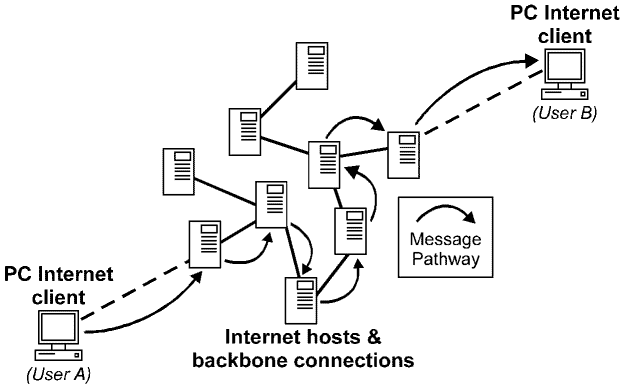 PC Internet
client
(User B)
Message
Pathway
PC Internet
client
(User A)
Internet hosts &
backbone connections